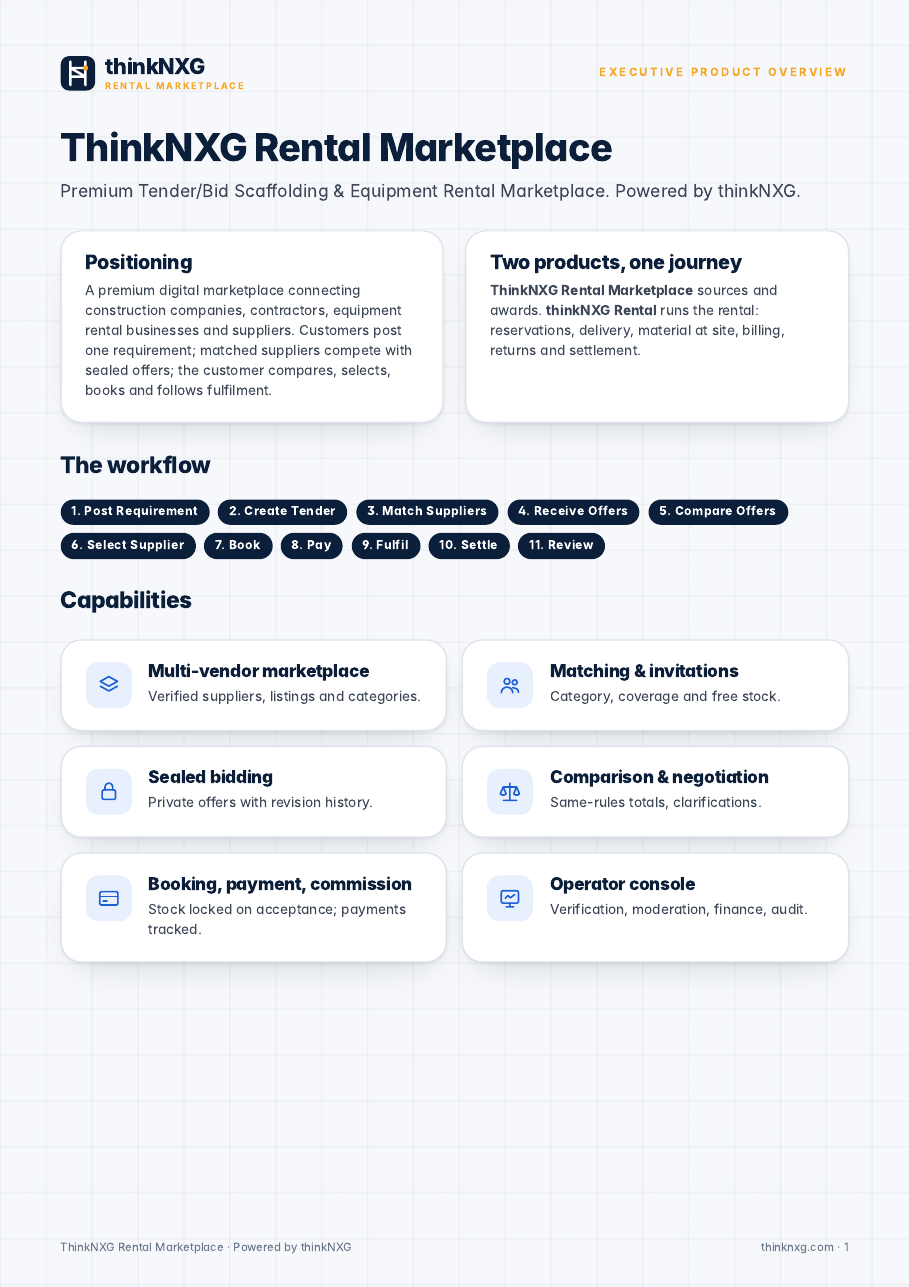 thinkNXG
RENTAL MARKETPLACE
EXECUTIVE PRODUCT OVERVIEW
ThinkNXG Rental Marketplace
Premium Tender/Bid Scaffolding & Equipment Rental Marketplace. Powered by thinkNXG.
Positioning
A premium digital marketplace connecting
construction companies, contractors, equipment
rental businesses and suppliers. Customers post
one requirement; matched suppliers compete with
sealed offers; the customer compares, selects,
books and follows fulfilment.
Two products, one journey
ThinkNXG Rental Marketplace sources and
awards. thinkNXG Rental runs the rental:
reservations, delivery, material at site, billing,
returns and settlement.
The workflow
1. Post Requirement
2. Create Tender
3. Match Suppliers
4. Receive Offers
5. Compare Offers
6. Select Supplier
7. Book
8. Pay
9. Fulfil
10. Settle
11. Review
Capabilities
Multi-vendor marketplace
Verified suppliers, listings and categories.
Matching & invitations
Category, coverage and free stock.
Sealed bidding
Private offers with revision history.
Comparison & negotiation
Same-rules totals, clarifications.
Booking, payment, commission
Stock locked on acceptance; payments
tracked.
Operator console
Verification, moderation, finance, audit.
ThinkNXG Rental Marketplace · Powered by thinkNXG
thinknxg.com · 1